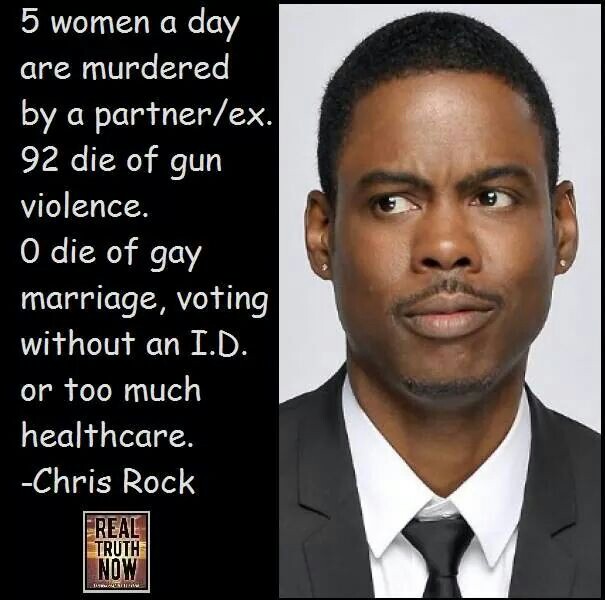 5 women a day
are murdered
by a partner/ex.
92 die of gun
violence.
0 die of gay
marriage, voting
without an I.D.
or too much
healthcare.
-Chris Rock
REAL
TRUTH
NOW